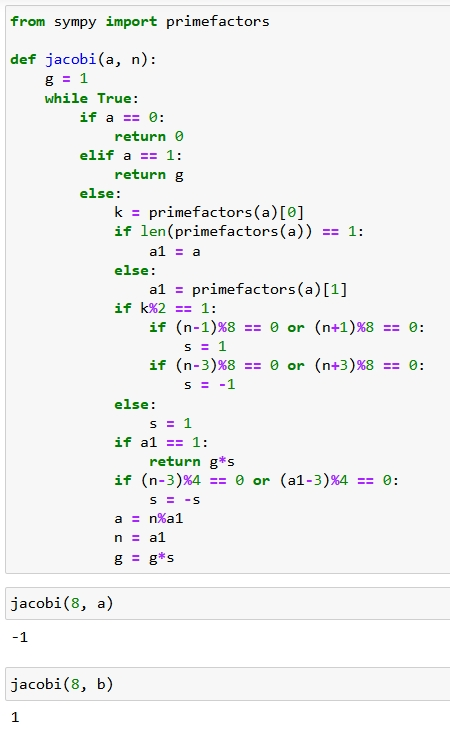 from sympy import primefactors
def jacobi(a, n):
    g = 1
    while True:
        if a == 0:
            return 0
        elif a == 1:
            return g
        else:
            k = primefactors(a)[0]
            if len(primefactors(a)) == 1:
                a1 = a
            else:
                a1 = primefactors(a)[1]
            if k%2 == 1:
                if (n-1)%8 == 0 or (n+1)%8 == 0:
                    s = 1
                if (n-3)%8 == 0 or (n+3)%8 == 0:
                    s = -1
            else:
                s = 1
            if a1 == 1:
                return g*s
            if (n-3)%4 == 0 or (a1-3)%4 == 0:
                s = -s
            a = n%a1
            n = a1
            g = g*s
jacobi(8, a)
-1
jacobi(8, b)
1